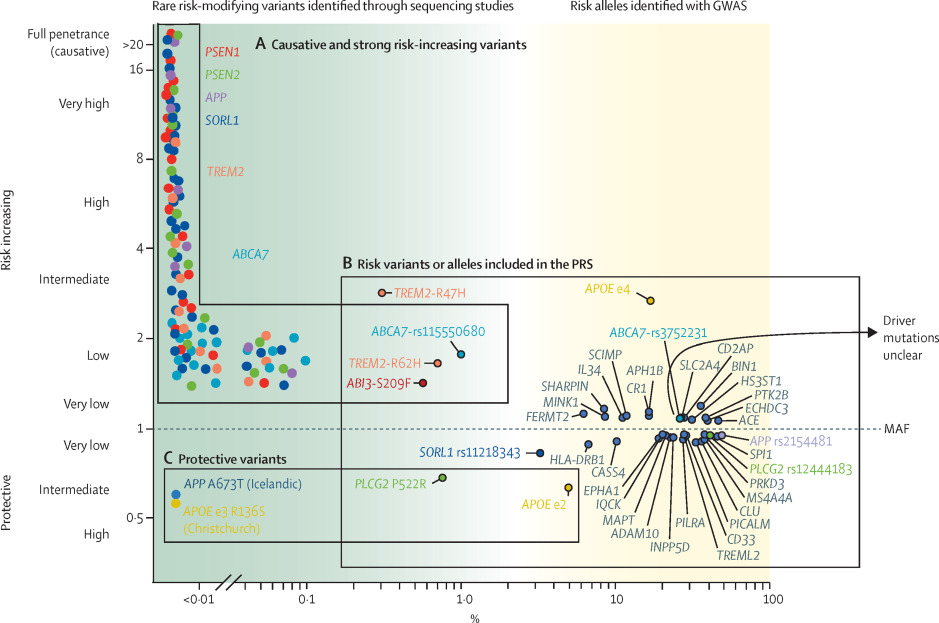 Rare risk-modifying variants identified through sequencing studies
Risk alleles identified with GWAS
Full penetrance
(causative)
Very high
High
Intermediate
Low
Very low
Very low
Intermediate
High
Risk increasing
Protective
>20
16
8
4
2
1
0·5
A Causative and strong risk-increasing variants
PSEN1
PSEN2
APP
SORL1
TREM2
ABCA7
B Risk variants or alleles included in the PRS
TREM2-R47H
APOE e4
ABCA7-rs115550680
ABCA7-rs3752231
Driver
mutations
unclear
TREM2-R62H
ABI3-S209F
SCIMP
IL34
SHARPIN
MINK1
FERMT2
APH1B
CR1
SLC2A4
CD2AP
BIN1
HS3ST1
PTK2B
ECHDC3
ACE
MAF
SORL1 rs11218343
HLA-DRB1
CASS4
APP rs2154481
SPI1
PLCG2 rs12444183
PRKD3
MS4A4A
CLU
PICALM
CD33
TREML2
EPHA1
IQCK
MAPT
ADAM10
INPP5D
PILRA
C Protective variants
APP A673T (Icelandic)
APOE e3 R136S
(Christchurch)
PLCG2 P522R
APOE e2
<0·01
0·1
1·0
10
100
%